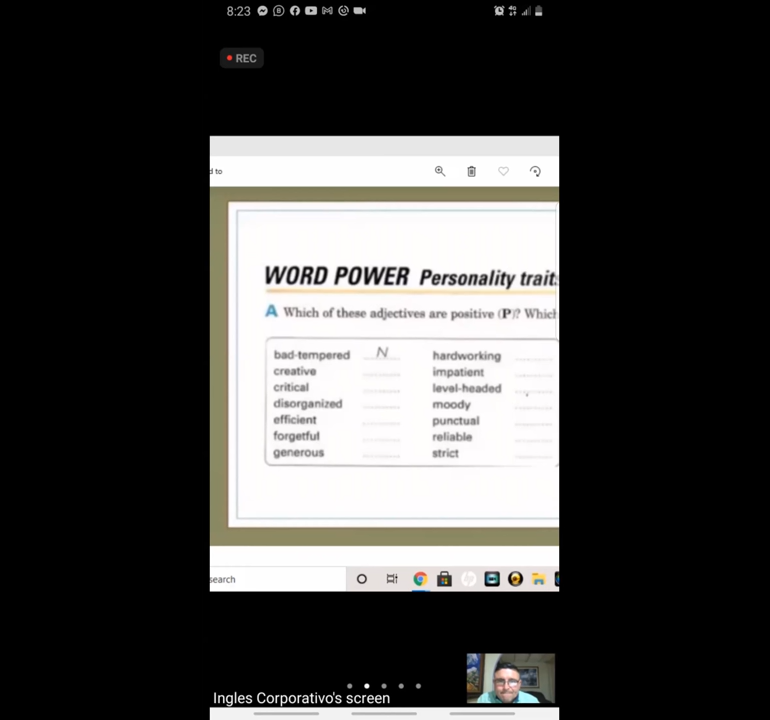 8:23
REC
d to
WORD POWER Personality trait
A Which of these adjectives are positive (P)? Which
bad-tempered N hardworking
creative impatient
critical level-headed
disorganized moody
efficient punctual
forgetful reliable
generous strict
search
Ingles Corporativo's screen